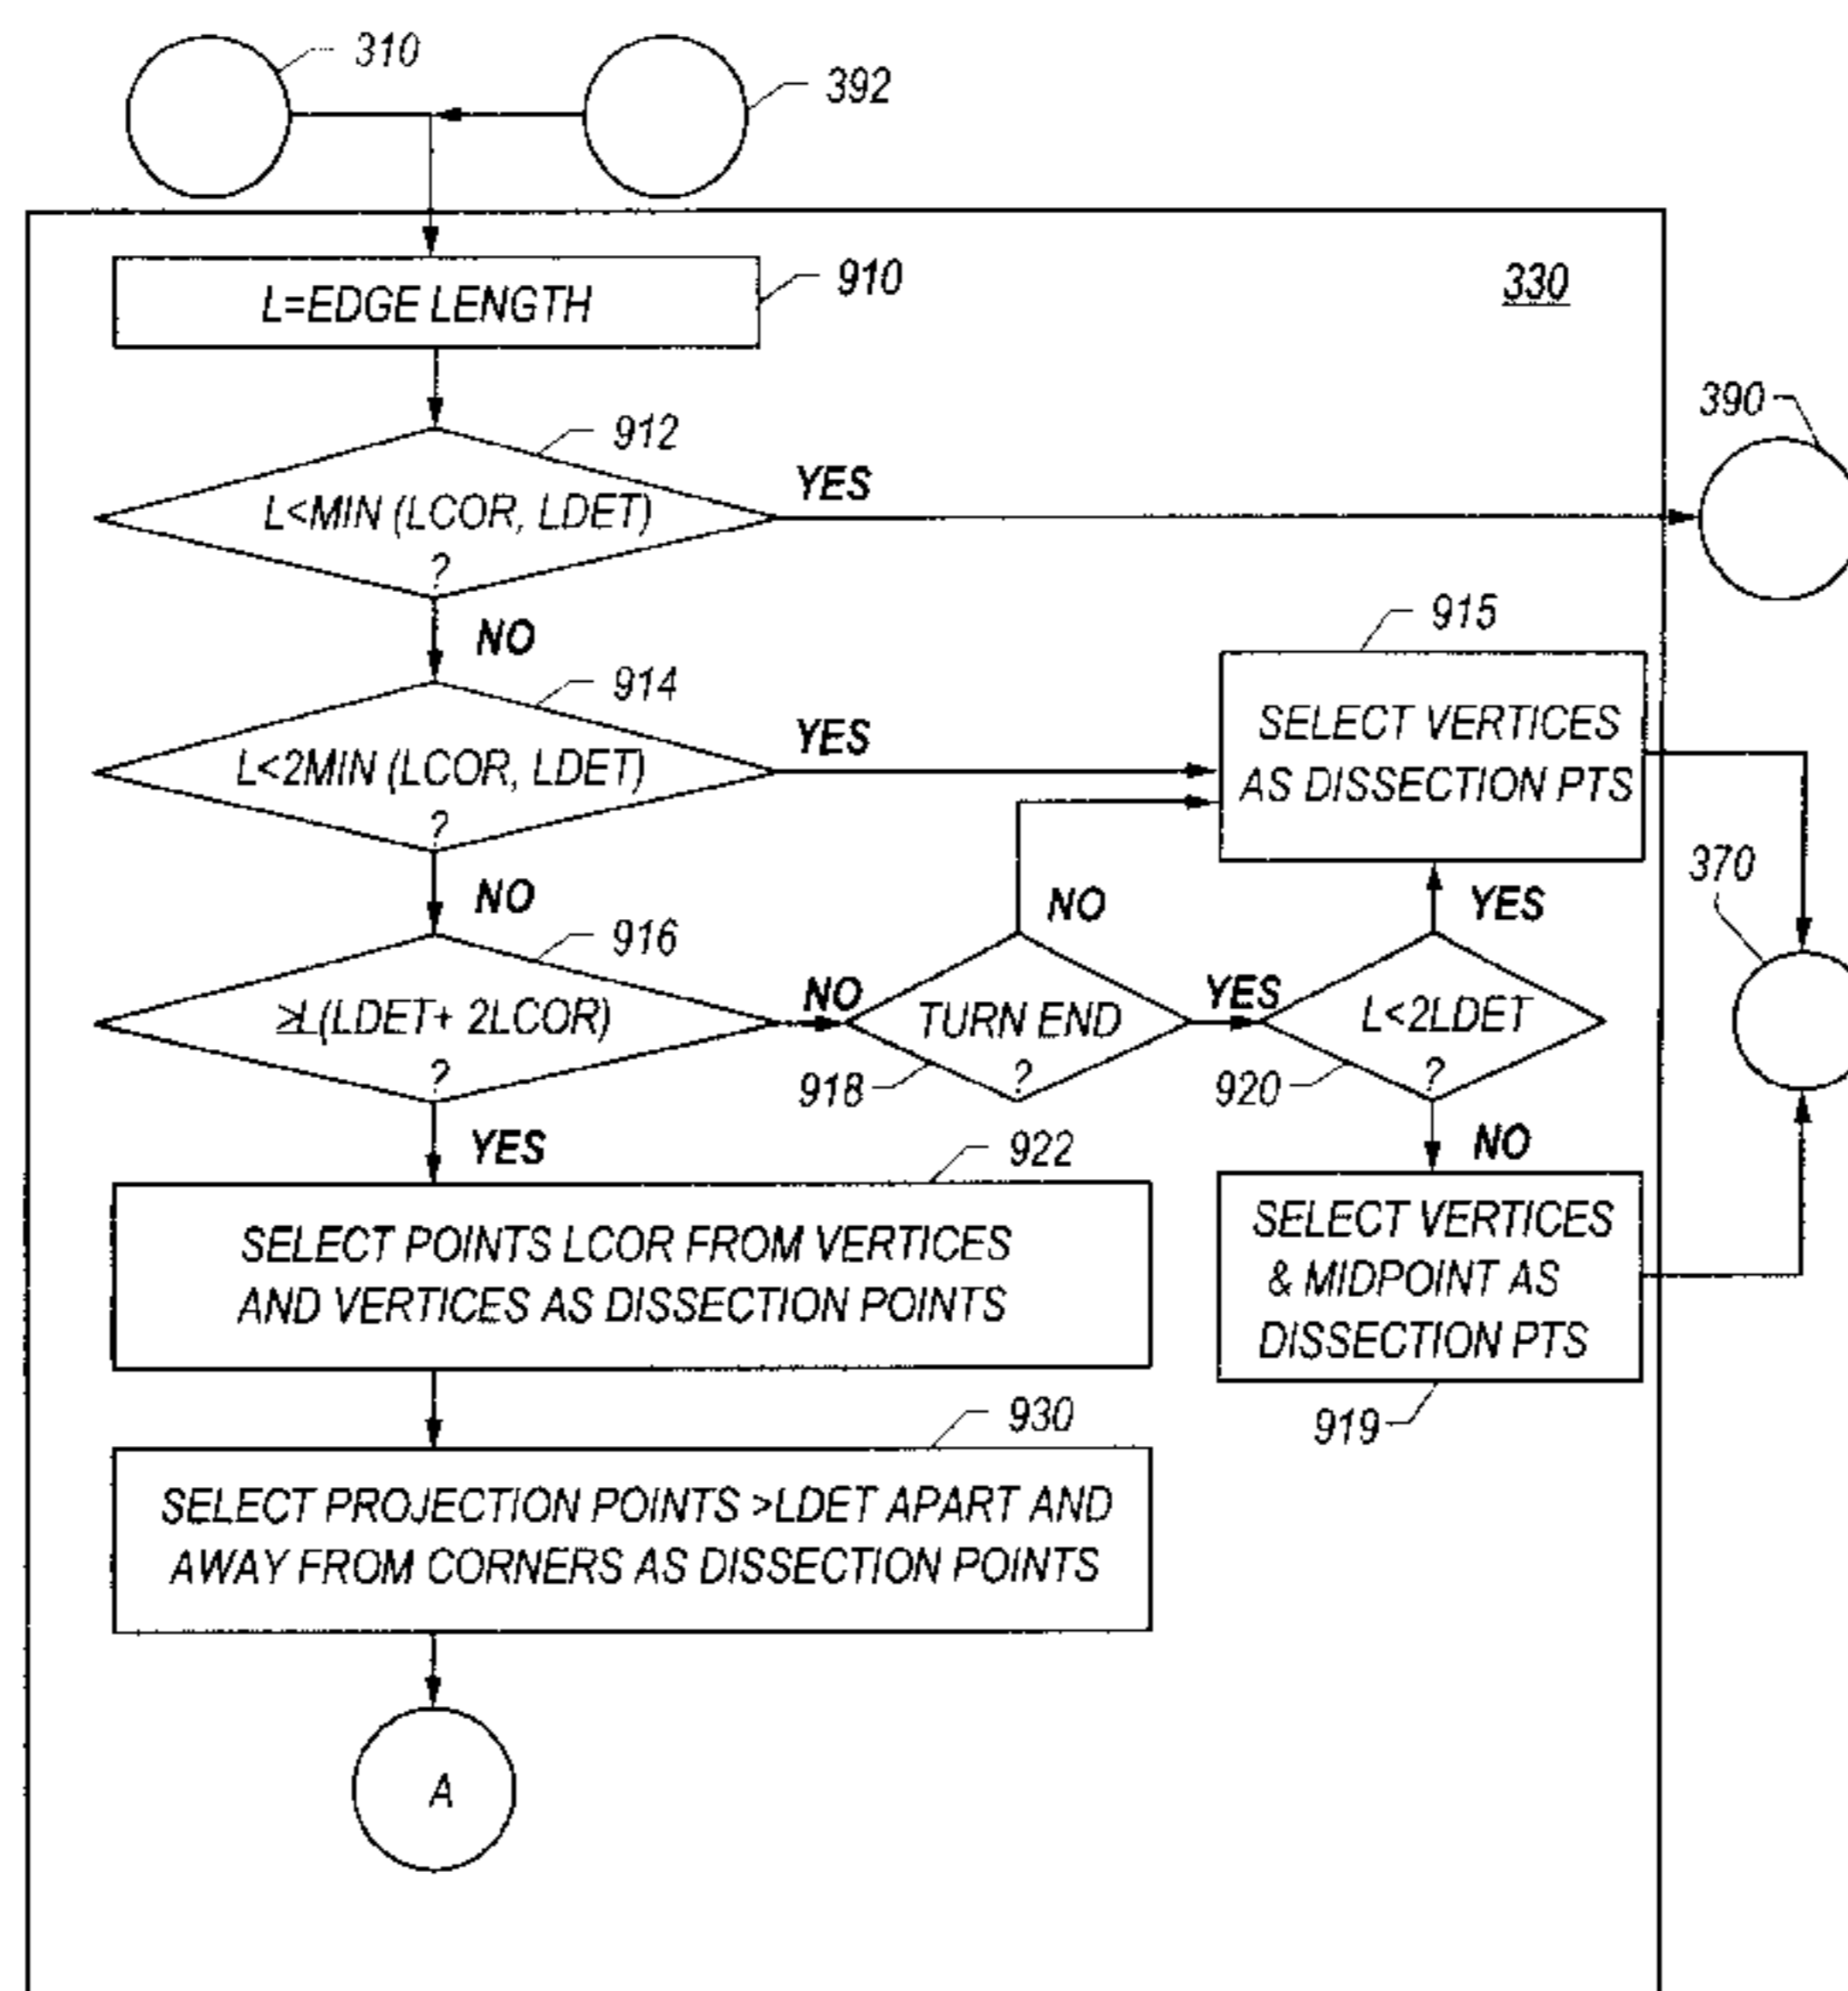 310
392
910
L=EDGE LENGTH
330
912
L<MIN (LCOR, LDET)
?
YES
390
NO
914
L<2MIN (LCOR, LDET)
?
YES
915
SELECT VERTICES
AS DISSECTION PTS
NO
916
≥L(LDET+ 2LCOR)
?
NO
TURN END
?
918
NO
YES
L<2LDET
?
920
YES
370
NO
SELECT VERTICES
& MIDPOINT AS
DISSECTION PTS
919
YES
922
SELECT POINTS LCOR FROM VERTICES
AND VERTICES AS DISSECTION POINTS
930
SELECT PROJECTION POINTS >LDET APART AND
AWAY FROM CORNERS AS DISSECTION POINTS
A